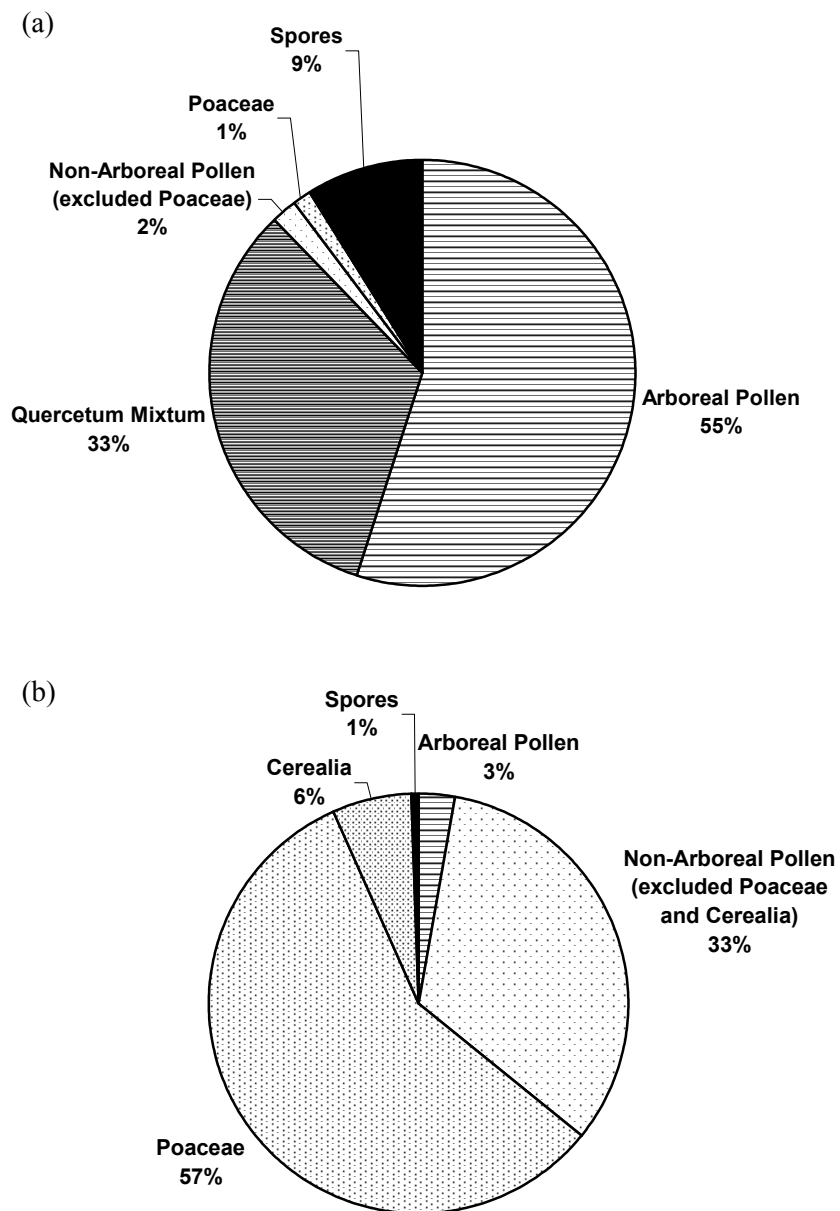 (a)
Spores
9%
Poaceae
1%
Non-Arboreal Pollen
(excluded Poaceae)
2%
Quercetum Mixtum
33%
Arboreal Pollen
55%
(b)
Spores
1%
Arboreal Pollen
3%
Cerealia
6%
Non-Arboreal Pollen
(excluded Poaceae
and Cerealia)
33%
Poaceae
57%